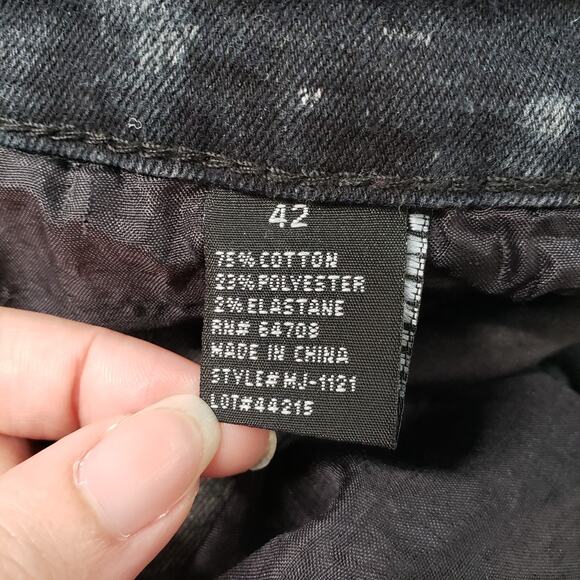 42
75% COTTON
23% POLYESTER
2% ELASTANE
RN# 64708
MADE IN CHINA
STYLE# MJ-1121
LOT#44215